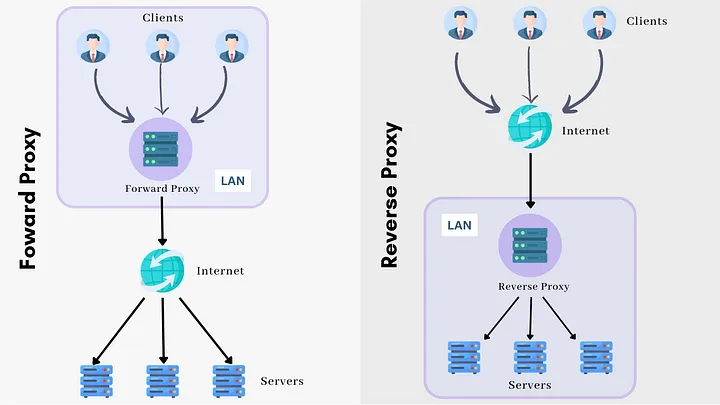 Foward Proxy
Clients
Forward Proxy
LAN
Internet
Servers
Reverse Proxy
Clients
Internet
LAN
Reverse Proxy
Servers